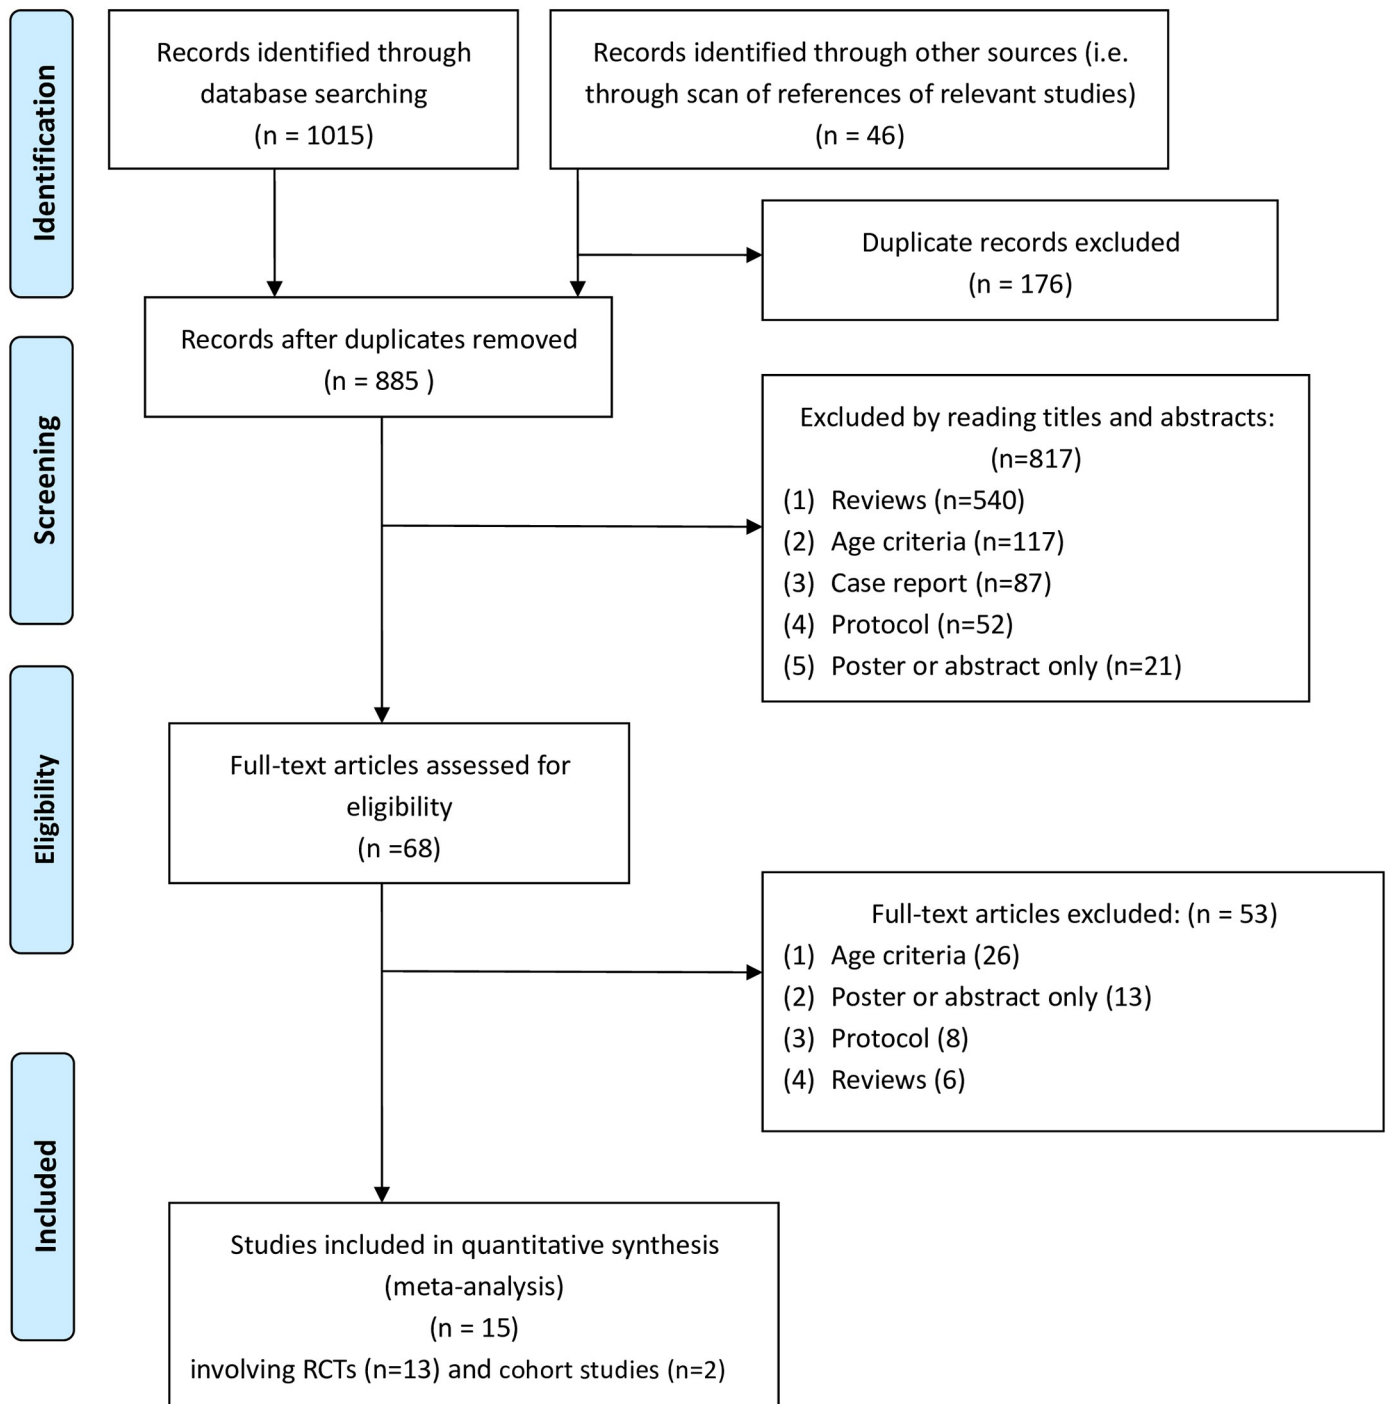 Identification
Records identified through
database searching
(n = 1015)
Records identified through other sources (i.e.
through scan of references of relevant studies)
(n = 46)
Duplicate records excluded
(n = 176)
Records after duplicates removed
(n = 885 )
Screening
Excluded by reading titles and abstracts:
(n=817)
(1) Reviews (n=540)
(2) Age criteria (n=117)
(3) Case report (n=87)
(4) Protocol (n=52)
(5) Poster or abstract only (n=21)
Eligibility
Full-text articles assessed for
eligibility
(n =68)
Full-text articles excluded: (n = 53)
(1) Age criteria (26)
(2) Poster or abstract only (13)
(3) Protocol (8)
(4) Reviews (6)
Included
Studies included in quantitative synthesis
(meta-analysis)
(n = 15)
involving RCTs (n=13) and cohort studies (n=2)